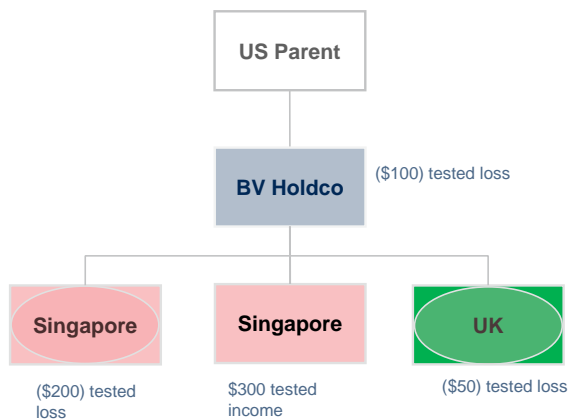 US Parent
BV Holdco
($100) tested loss
Singapore
Singapore
UK
($200) tested
loss
$300 tested
income
($50) tested loss